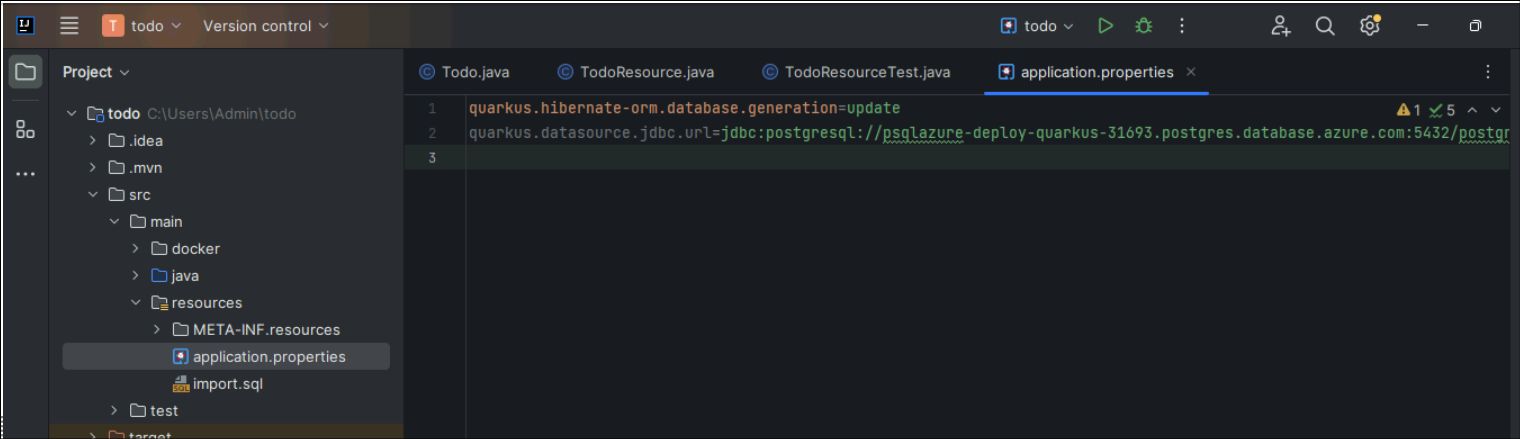 IJ
T todo Version control todo
Project
todo C:\Users\Admin\todo
.idea
.mvn
src
main
docker
java
resources
META-INF.resources
application.properties
SQL import.sql
test
target
C Todo.java C TodoResource.java C TodoResourceTest.java application.properties
1 quarkus.hibernate-orm.database.generation=update
1 5
2 quarkus.datasource.jdbc.url=jdbc:postgresql://psqlazure-deploy-quarkus-31693.postgres.database.azure.com:5432/postgr
3